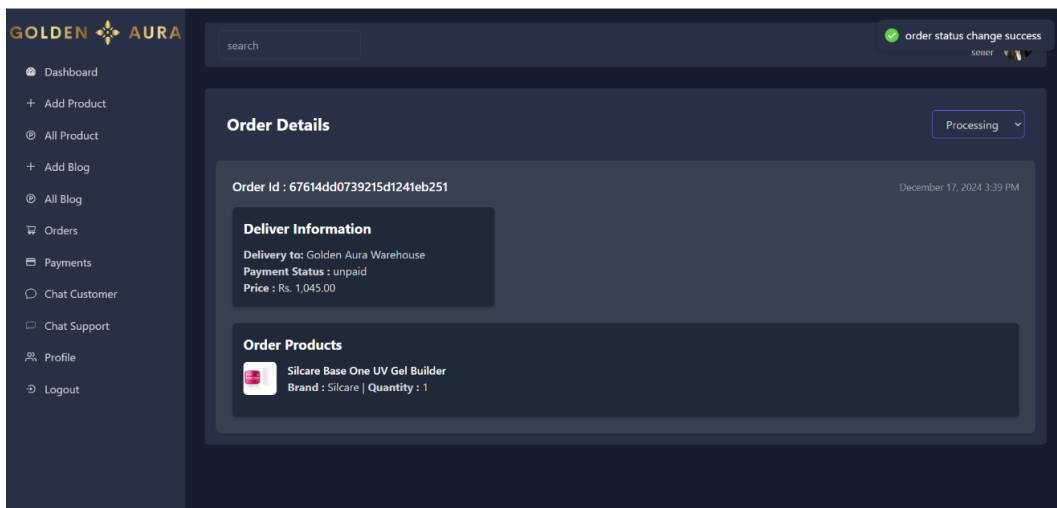 GOLDEN AURA
search
order status change success
seller
Dashboard
Add Product
All Product
Add Blog
All Blog
Orders
Payments
Chat Customer
Chat Support
Profile
Logout
Order Details
Processing
Order Id : 67614dd0739215d1241eb251
December 17, 2024 3:39 PM
Deliver Information
Delivery to: Golden Aura Warehouse
Payment Status : unpaid
Price : Rs. 1,045.00
Order Products
Silcare Base One UV Gel Builder
Brand : Silcare | Quantity : 1